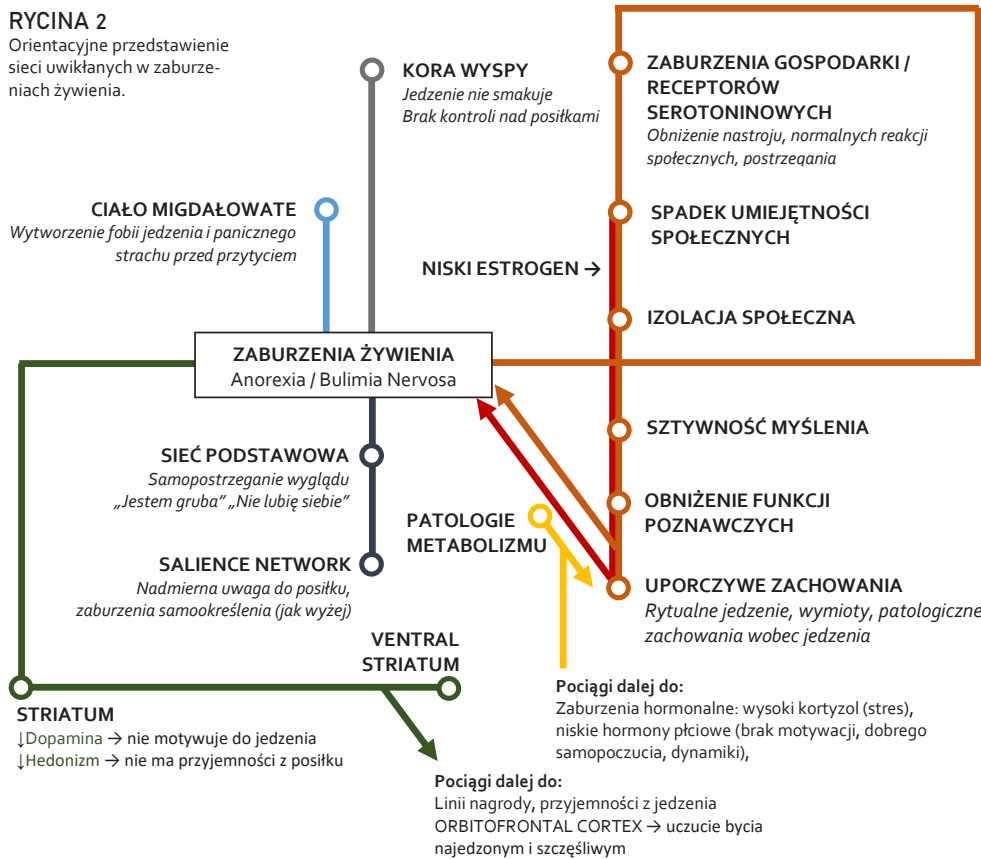 RYCINA 2
Orientacyjne przedstawienie
sieci uwikłanych w zaburze-
niach żywienia.
KORA WYSPY
Jedzenie nie smakuje
Brak kontroli nad posiłkami
ZABURZENIA GOSPODARKI /
RECEPTORÓW
SEROTONINOWYCH
Obniżenie nastroju, normalnych reakcji
społecznych, postrzegania
CIAŁO MIGDAŁOWATE
Wytworzenie fobii jedzenia i panicznego
strachu przed przytyciem
SPADEK UMIEJĘTNOŚCI
SPOŁECZNYCH
NISKI ESTROGEN →
IZOLACJA SPOŁECZNA
ZABURZENIA ŻYWIENIA
Anorexia / Bulimia Nervosa
SZTYWNOŚĆ MYŚLENIA
SIEĆ PODSTAWOWA
Samopostrzeganie wyglądu
„Jestem gruba” „Nie lubię siebie”
OBNIŻENIE FUNKCJI
POZNAWCZYCH
PATOLOGIE
METABOLIZMU
SALIENCE NETWORK
Nadmierna uwaga do posiłku,
zaburzenia samookreślenia (jak wyżej)
UPORCZYWE ZACHOWANIA
Rytualne jedzenie, wymioty, patologiczne
zachowania wobec jedzenia
VENTRAL
STRIATUM
STRIATUM
↓Dopamina → nie motywuje do jedzenia
↓Hedonizm → nie ma przyjemności z posiłku
Pociągi dalej do:
Zaburzenia hormonalne: wysoki kortyzol (stres),
niskie hormony płciowe (brak motywacji, dobrego
samopoczucia, dynamiki),
Pociągi dalej do:
Linii nagrody, przyjemności z jedzenia
ORBITOFRONTAL CORTEX → uczucie bycia
najedzonym i szczęśliwym